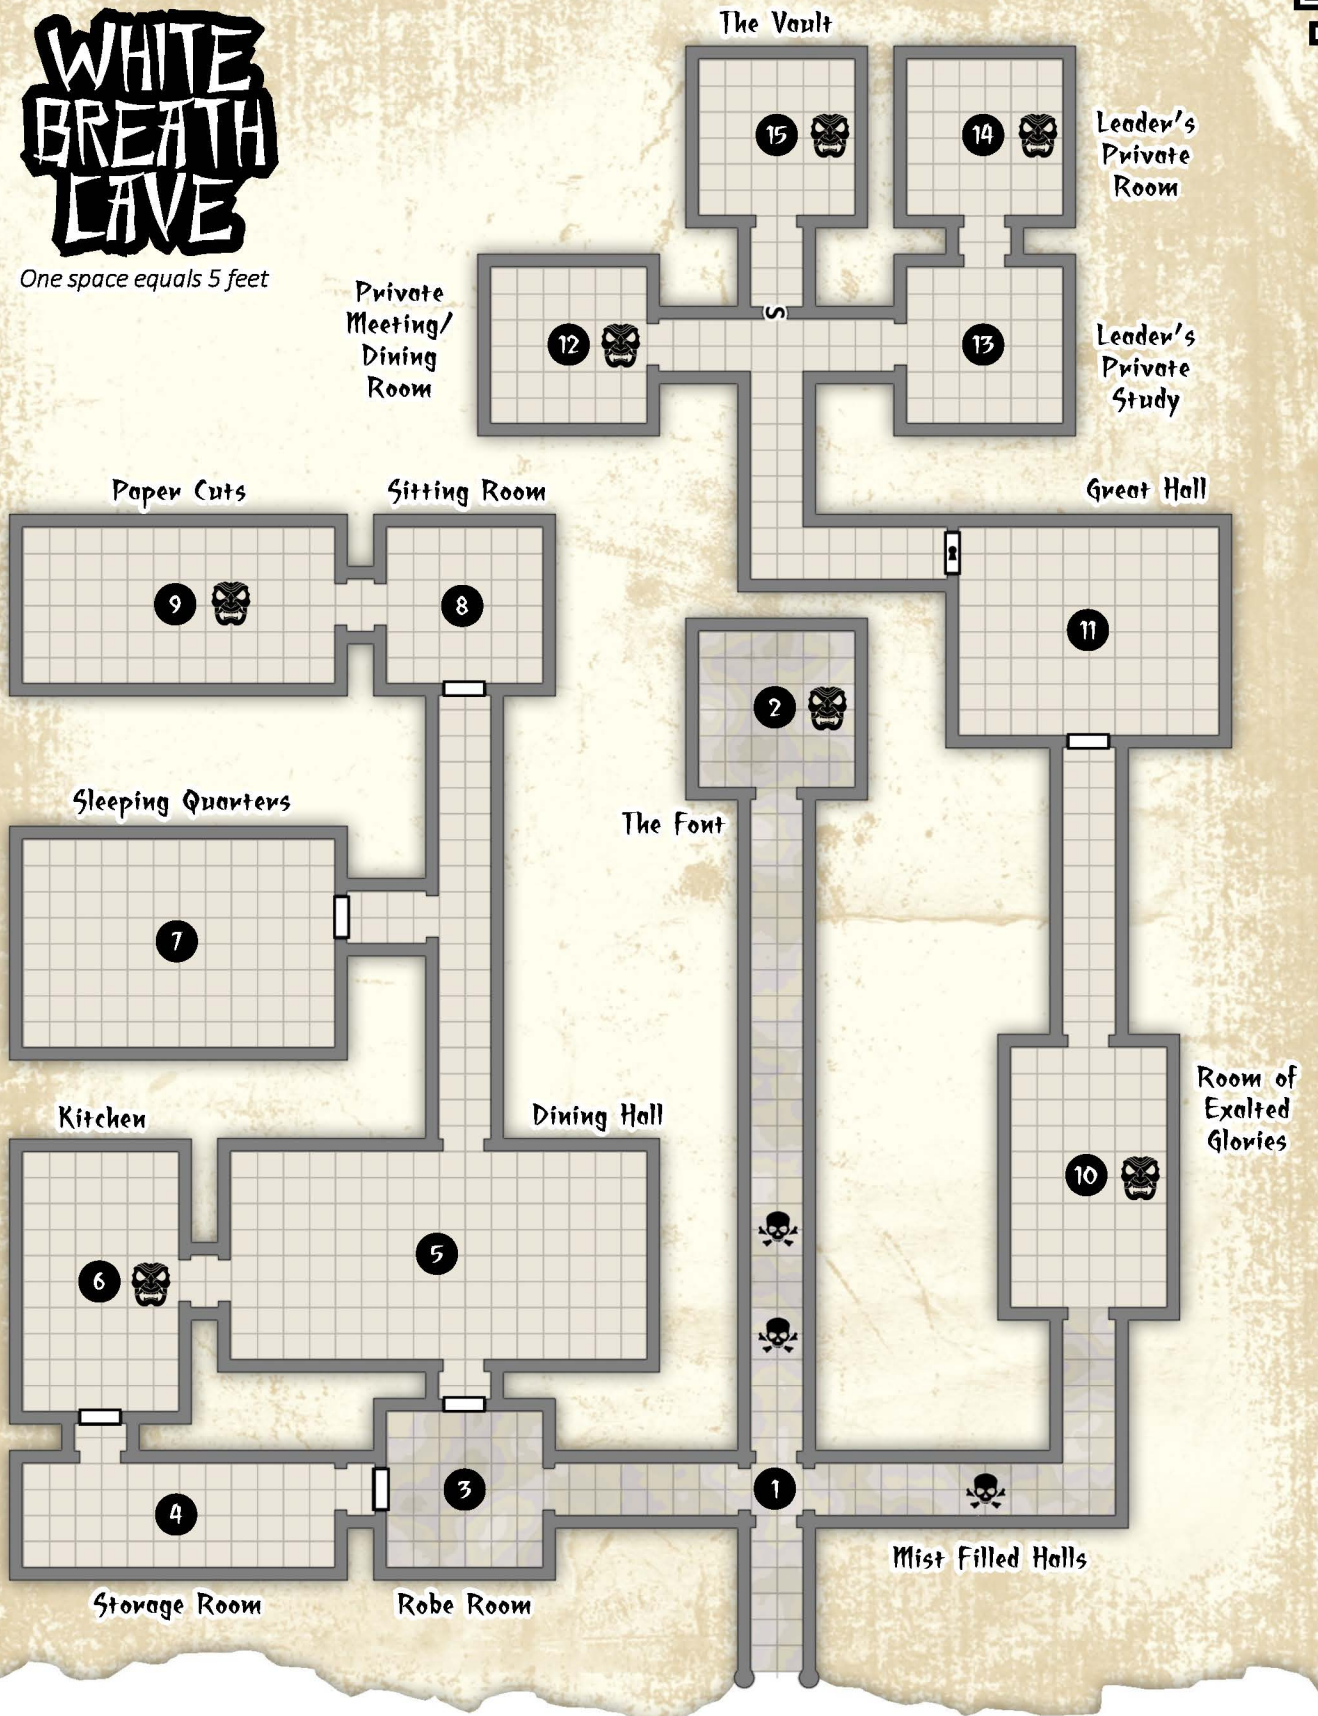 WHITE
BREATH
CAVE
One space equals 5 feet
The Vault
15
14
Leader's
Private
Room
Private
Meeting/
Dining
Room
12
S
13
Leader's
Private
Study
Paper Cuts
Sitting Room
Great Hall
9
8
11
2
The Font
Sleeping Quarters
7
Kitchen
Dining Hall
Room of
Exalted
Glories
10
5
6
3
1
4
Mist Filled Halls
Storage Room
Robe Room